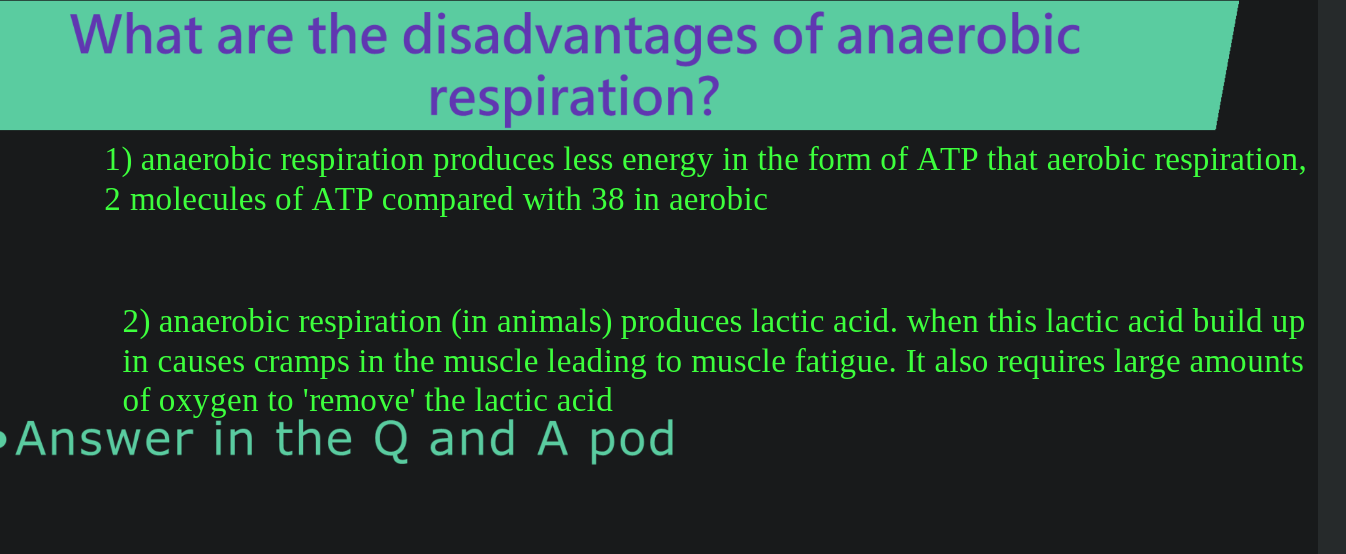 What are the disadvantages of anaerobic
respiration?
1) anaerobic respiration produces less energy in the form of ATP that aerobic respiration,
2 molecules of ATP compared with 38 in aerobic
2) anaerobic respiration (in animals) produces lactic acid. when this lactic acid build up
in causes cramps in the muscle leading to muscle fatigue. It also requires large amounts
of oxygen to 'remove' the lactic acid
•Answer in the Q and A pod